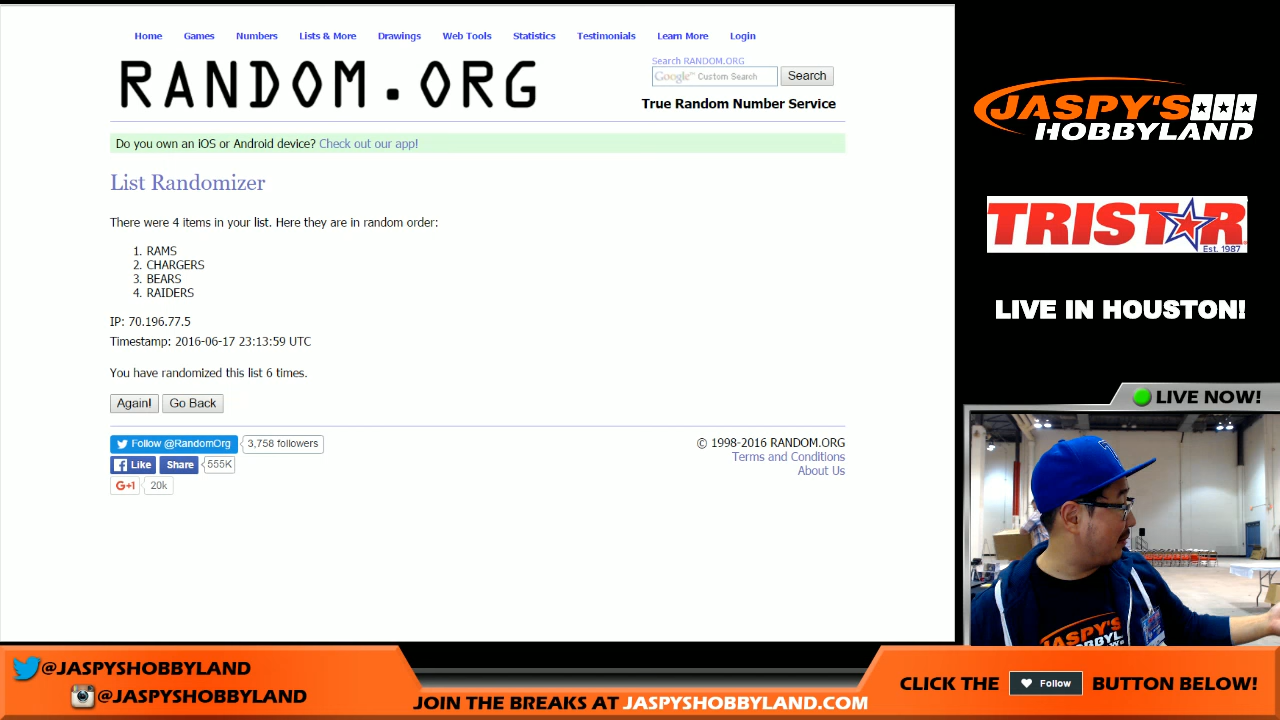 Home Games Numbers Lists & More Drawings Web Tools Statistics Testimonials Learn More Login
RANDOM.ORG
Search RANDOM.ORG
Google™ Custom Search Search
True Random Number Service
Do you own an iOS or Android device? Check out our app!
List Randomizer
There were 4 items in your list. Here they are in random order:
1. RAMS
2. CHARGERS
3. BEARS
4. RAIDERS
IP: 70.196.77.5
Timestamp: 2016-06-17 23:13:59 UTC
You have randomized this list 6 times.
Again! Go Back
Follow @RandomOrg 3,758 followers
Like Share 555K
G+1 20k
© 1998-2016 RANDOM.ORG
Terms and Conditions
About Us
JASPY'S
HOBBYLAND
TRISTAR
Est. 1987
LIVE IN HOUSTON!
LIVE NOW!
JASPY'S
@JASPYSHOBBYLAND
@JASPYSHOBBYLAND
JOIN THE BREAKS AT JASPYSHOBBYLAND.COM
CLICK THE Follow BUTTON BELOW!